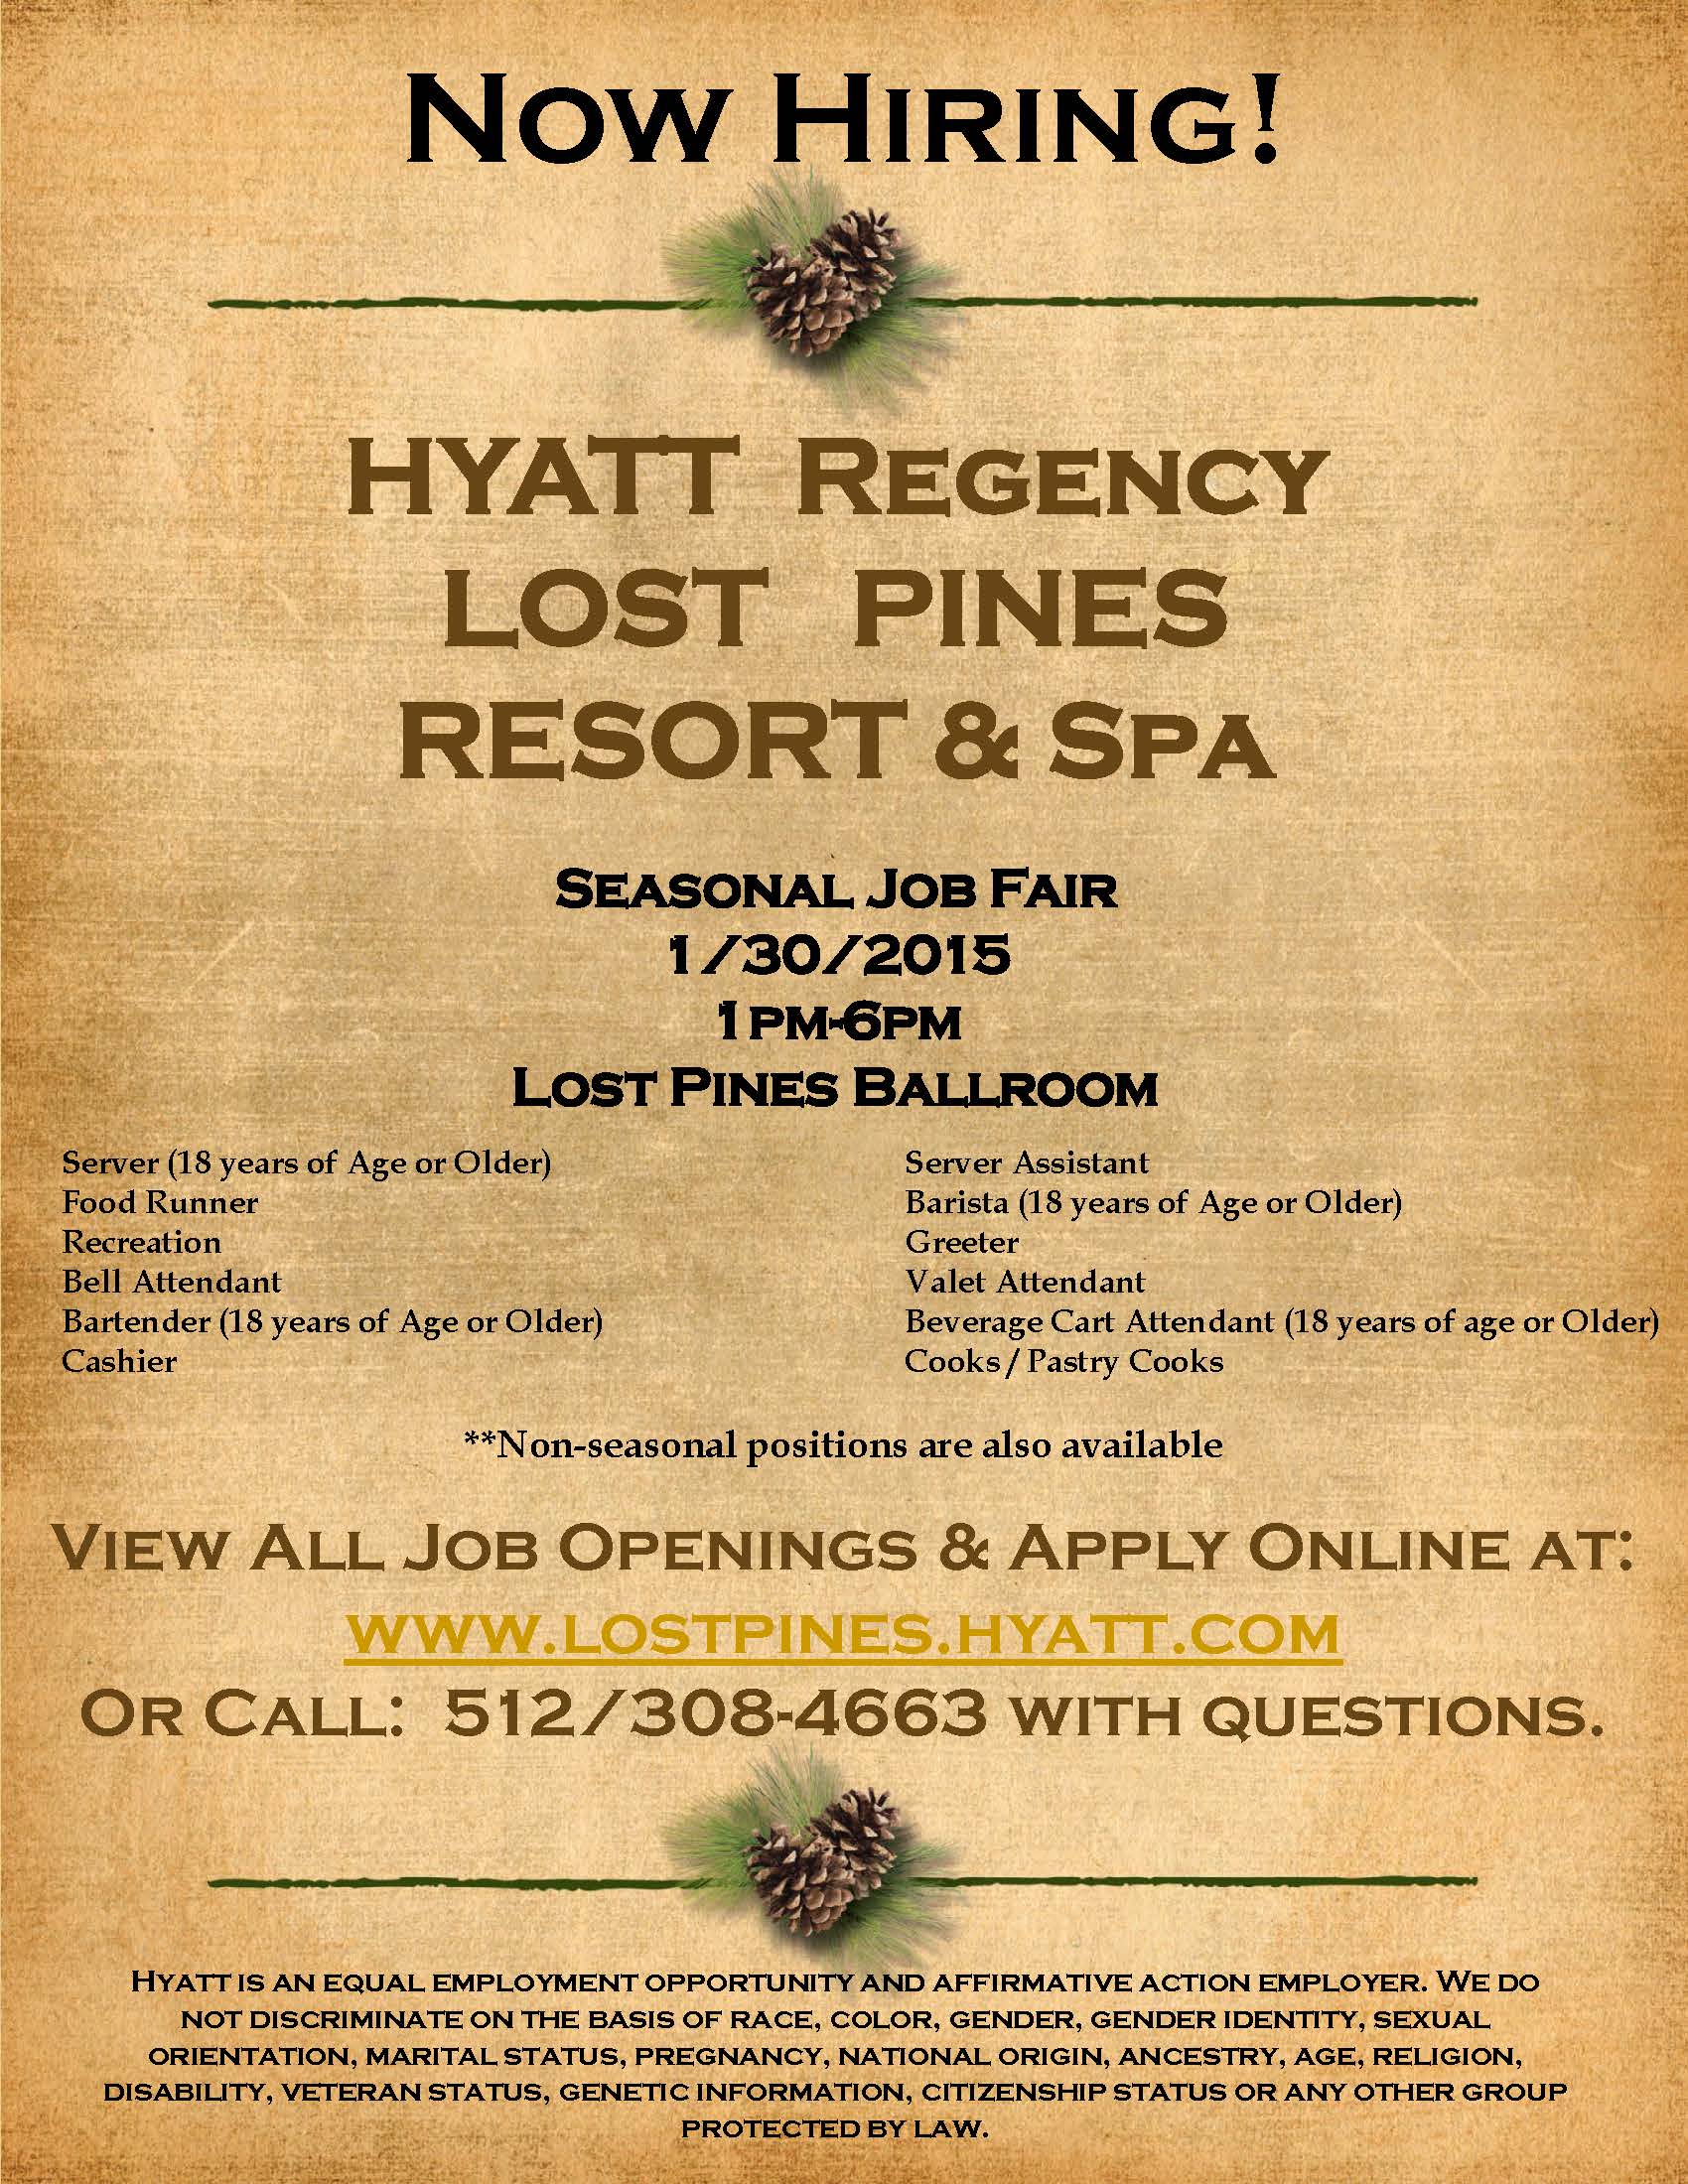 Now Hiring!
HYATT Regency
LOST PINES
RESORT & Spa
Seasonal Job Fair
1/30/2015
1pm-6pm
Lost Pines Ballroom
Server (18 years of Age or Older)
Food Runner
Recreation
Bell Attendant
Bartender (18 years of Age or Older)
Cashier
Server Assistant
Barista (18 years of Age or Older)
Greeter
Valet Attendant
Beverage Cart Attendant (18 years of age or Older)
Cooks/ Pastry Cooks
**Non-seasonal positions are also available
View All Job Openings & Apply Online at:
www.lostpines.hyatt.com
Or Call: 512/308-4663 with questions.
Hyatt is an equal employment opportunity and affirmative action employer. We do
not discriminate on the basis of race, color, gender, gender identity, sexual
orientation, marital status, pregnancy, national origin, ancestry, age, religion,
disability, veteran status, genetic information, citizenship status or any other group
protected by law.